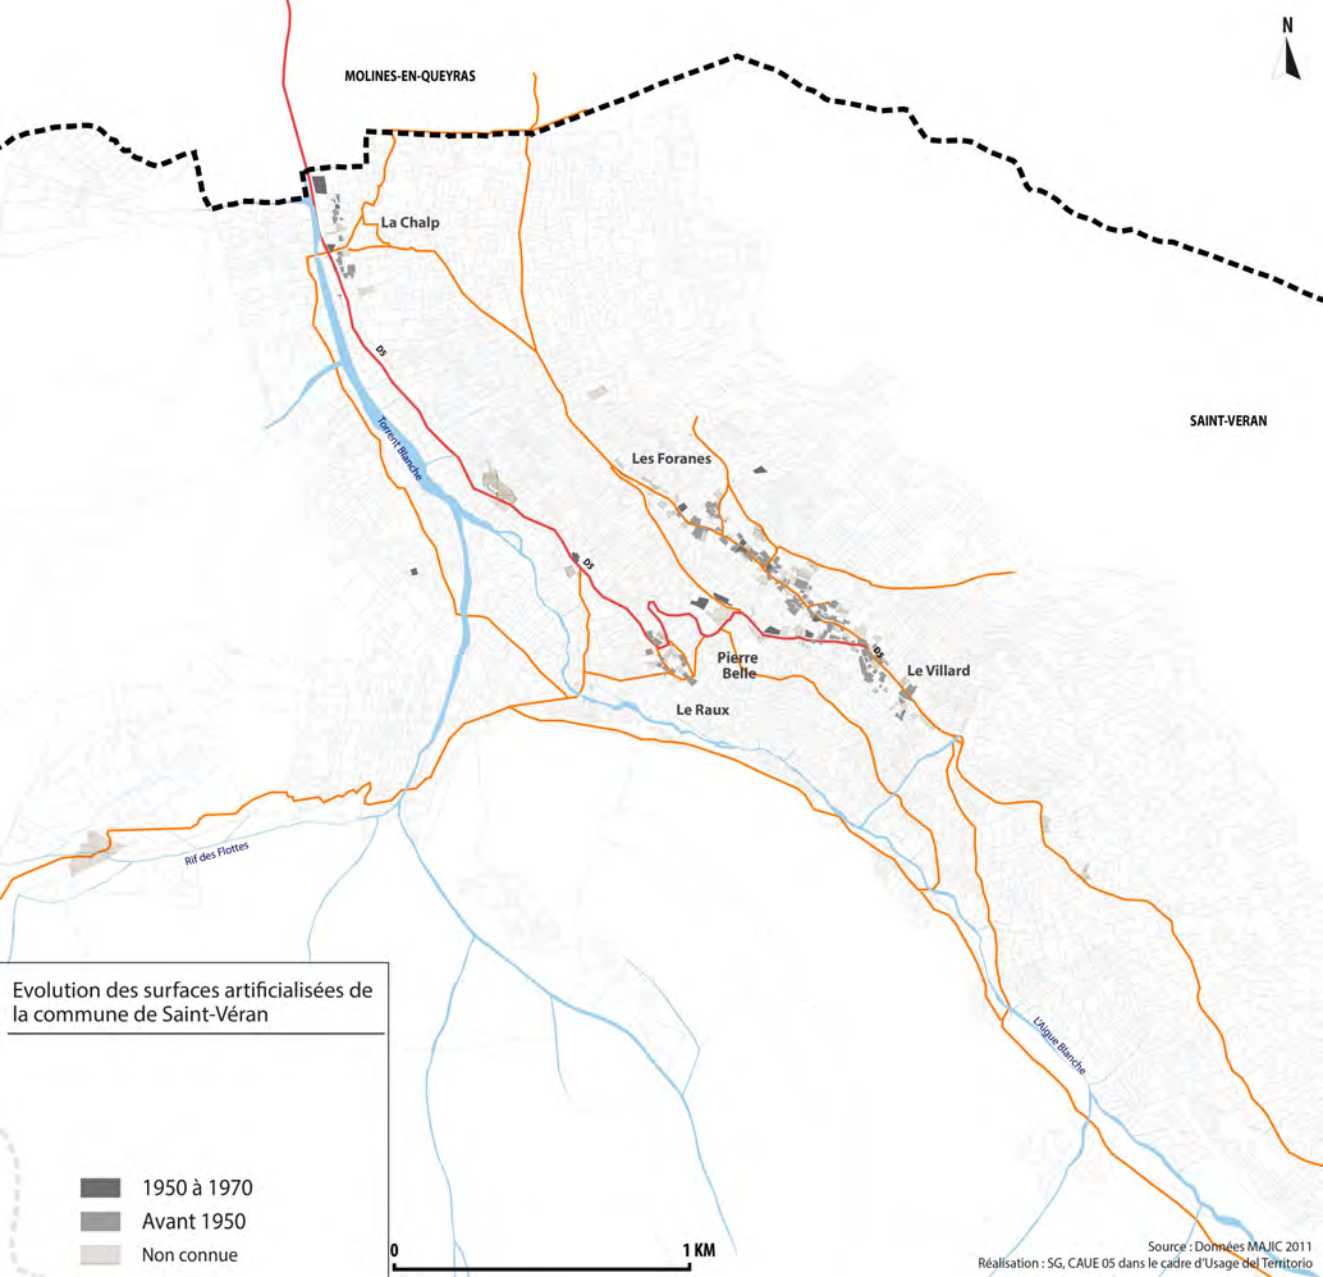 N
MOLINES-EN-QUEYRAS
La Chalp
D5
Torrent Blanche
SAINT-VERAN
Les Foranes
D5
D5
Pierre
Belle
Le Villard
Le Raux
Rif des Flottes
L'Aigue Blanche
Evolution des surfaces artificialisées de
la commune de Saint-Véran
1950 à 1970
Avant 1950
Non connue
0
1 KM
Source : Données MAJIC 2011
Réalisation : SG, CAUE 05 dans le cadre d'Usage del Territorio